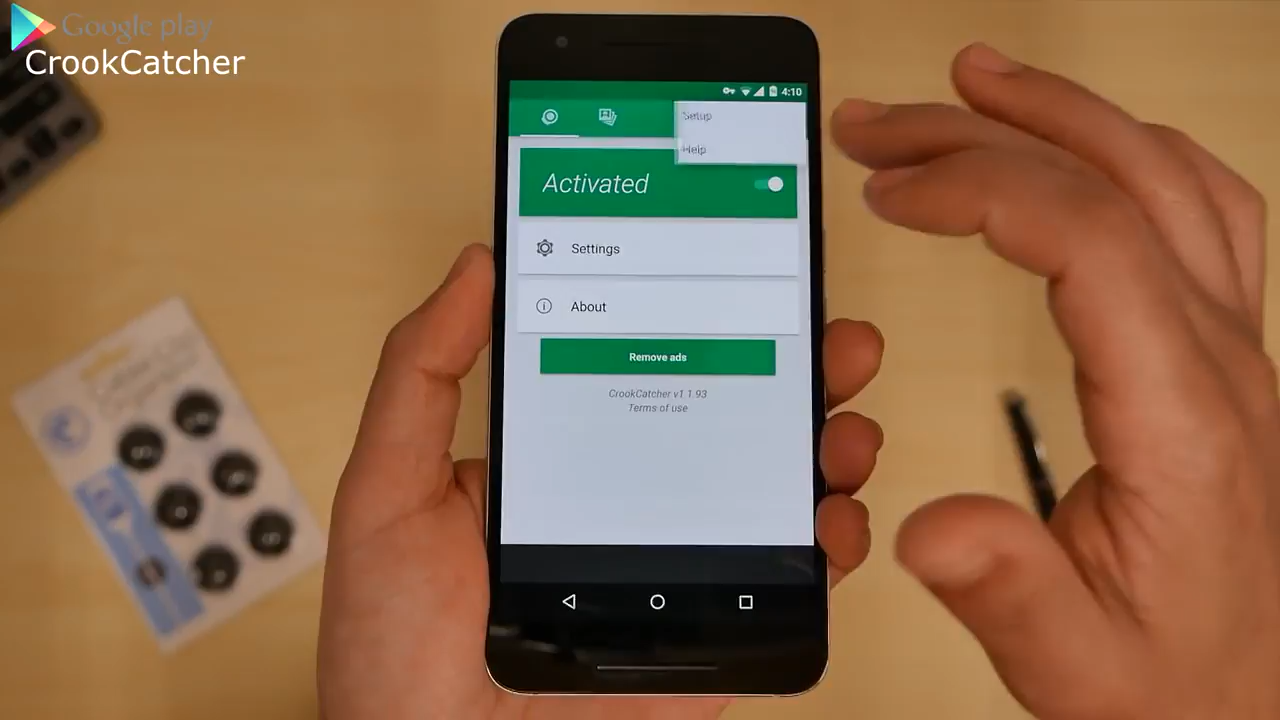 Google play
CrookCatcher
4:10
Setup
Help
Activated
Settings
About
Remove ads
CrookCatcher v1 1.93
Terms of use